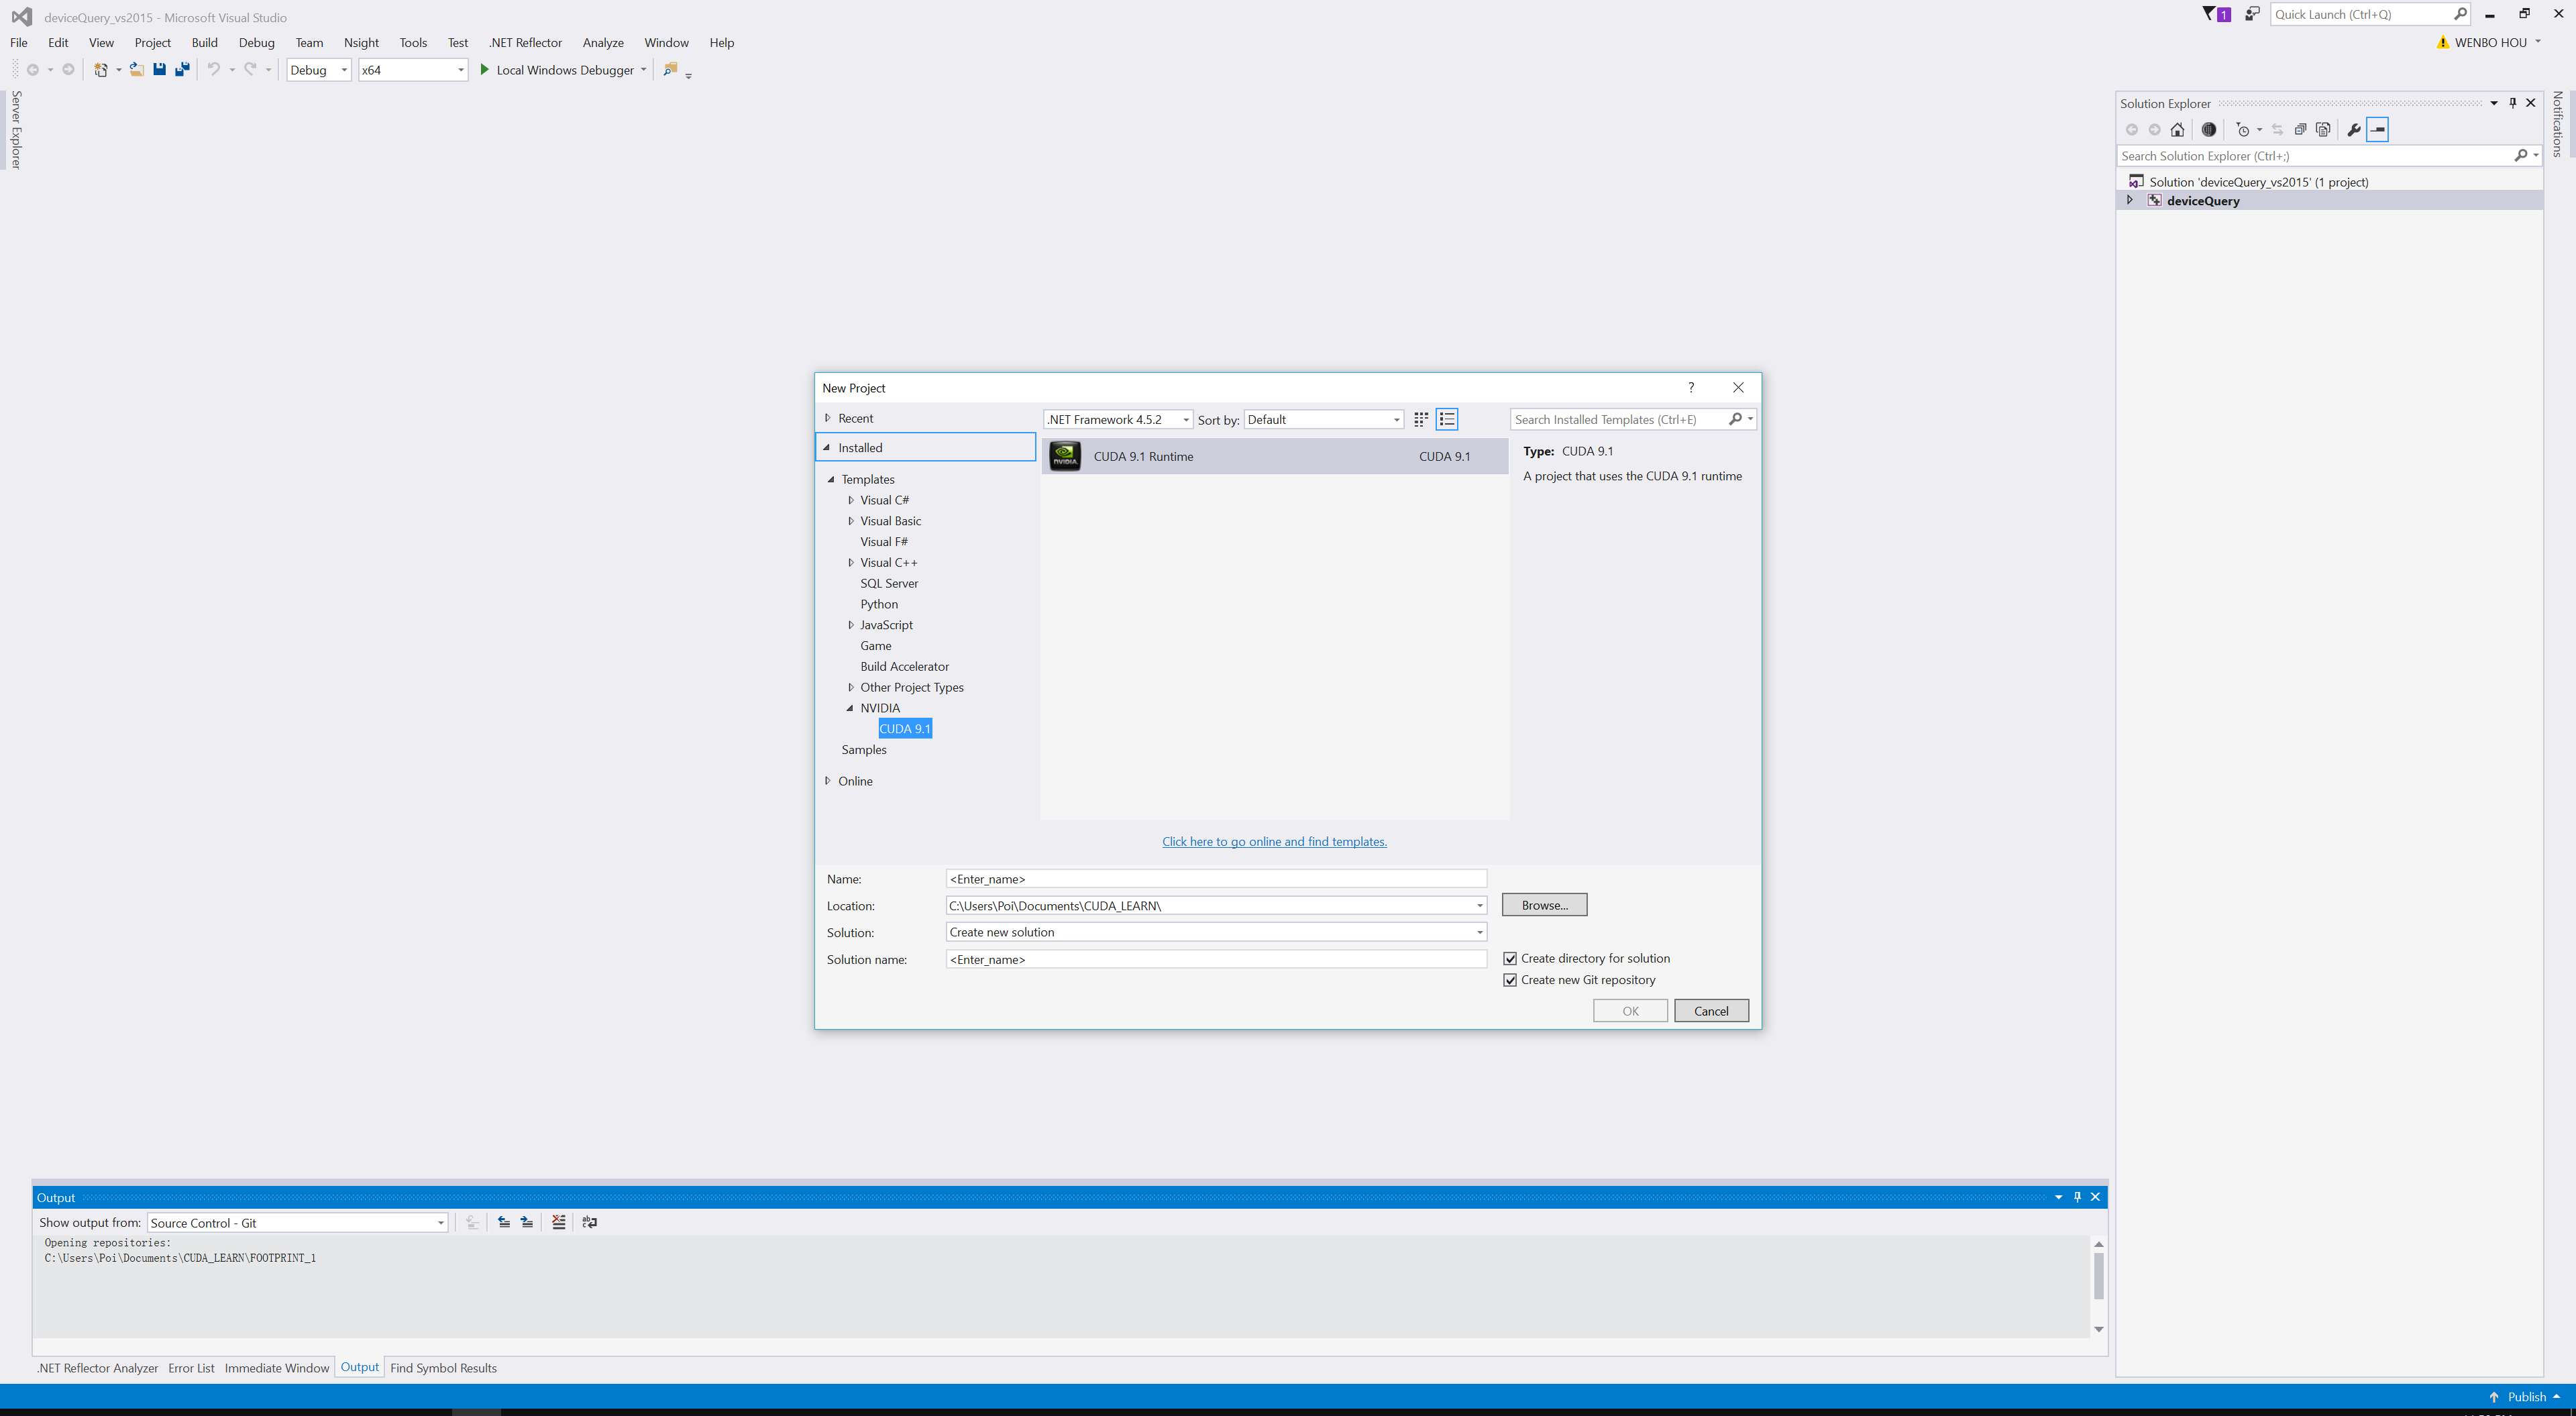 deviceQuery_vs2015 - Microsoft Visual Studio
1
Quick Launch (Ctrl+Q)
File Edit View Project Build Debug Team Nsight Tools Test .NET Reflector Analyze Window Help
WENBO HOU
Debug x64 Local Windows Debugger
Server Explorer
Solution Explorer
Notifications
Search Solution Explorer (Ctrl+;)
Solution 'deviceQuery_vs2015' (1 project)
deviceQuery
New Project ?
Recent
.NET Framework 4.5.2 Sort by: Default
Search Installed Templates (Ctrl+E)
Installed
NVIDIA CUDA 9.1 Runtime CUDA 9.1
Type: CUDA 9.1
A project that uses the CUDA 9.1 runtime
Templates
Visual C#
Visual Basic
Visual F#
Visual C++
SQL Server
Python
JavaScript
Game
Build Accelerator
Other Project Types
NVIDIA
CUDA 9.1
Samples
Online
Click here to go online and find templates.
Name: <Enter_name>
Location: C:\Users\Poi\Documents\CUDA_LEARN\ Browse...
Solution: Create new solution
Solution name: <Enter_name>
Create directory for solution
Create new Git repository
OK Cancel
Output
Show output from: Source Control - Git
Opening repositories:
C:\Users\Poi\Documents\CUDA_LEARN\FOOTPRINT_1
.NET Reflector Analyzer Error List Immediate Window Output Find Symbol Results
Publish